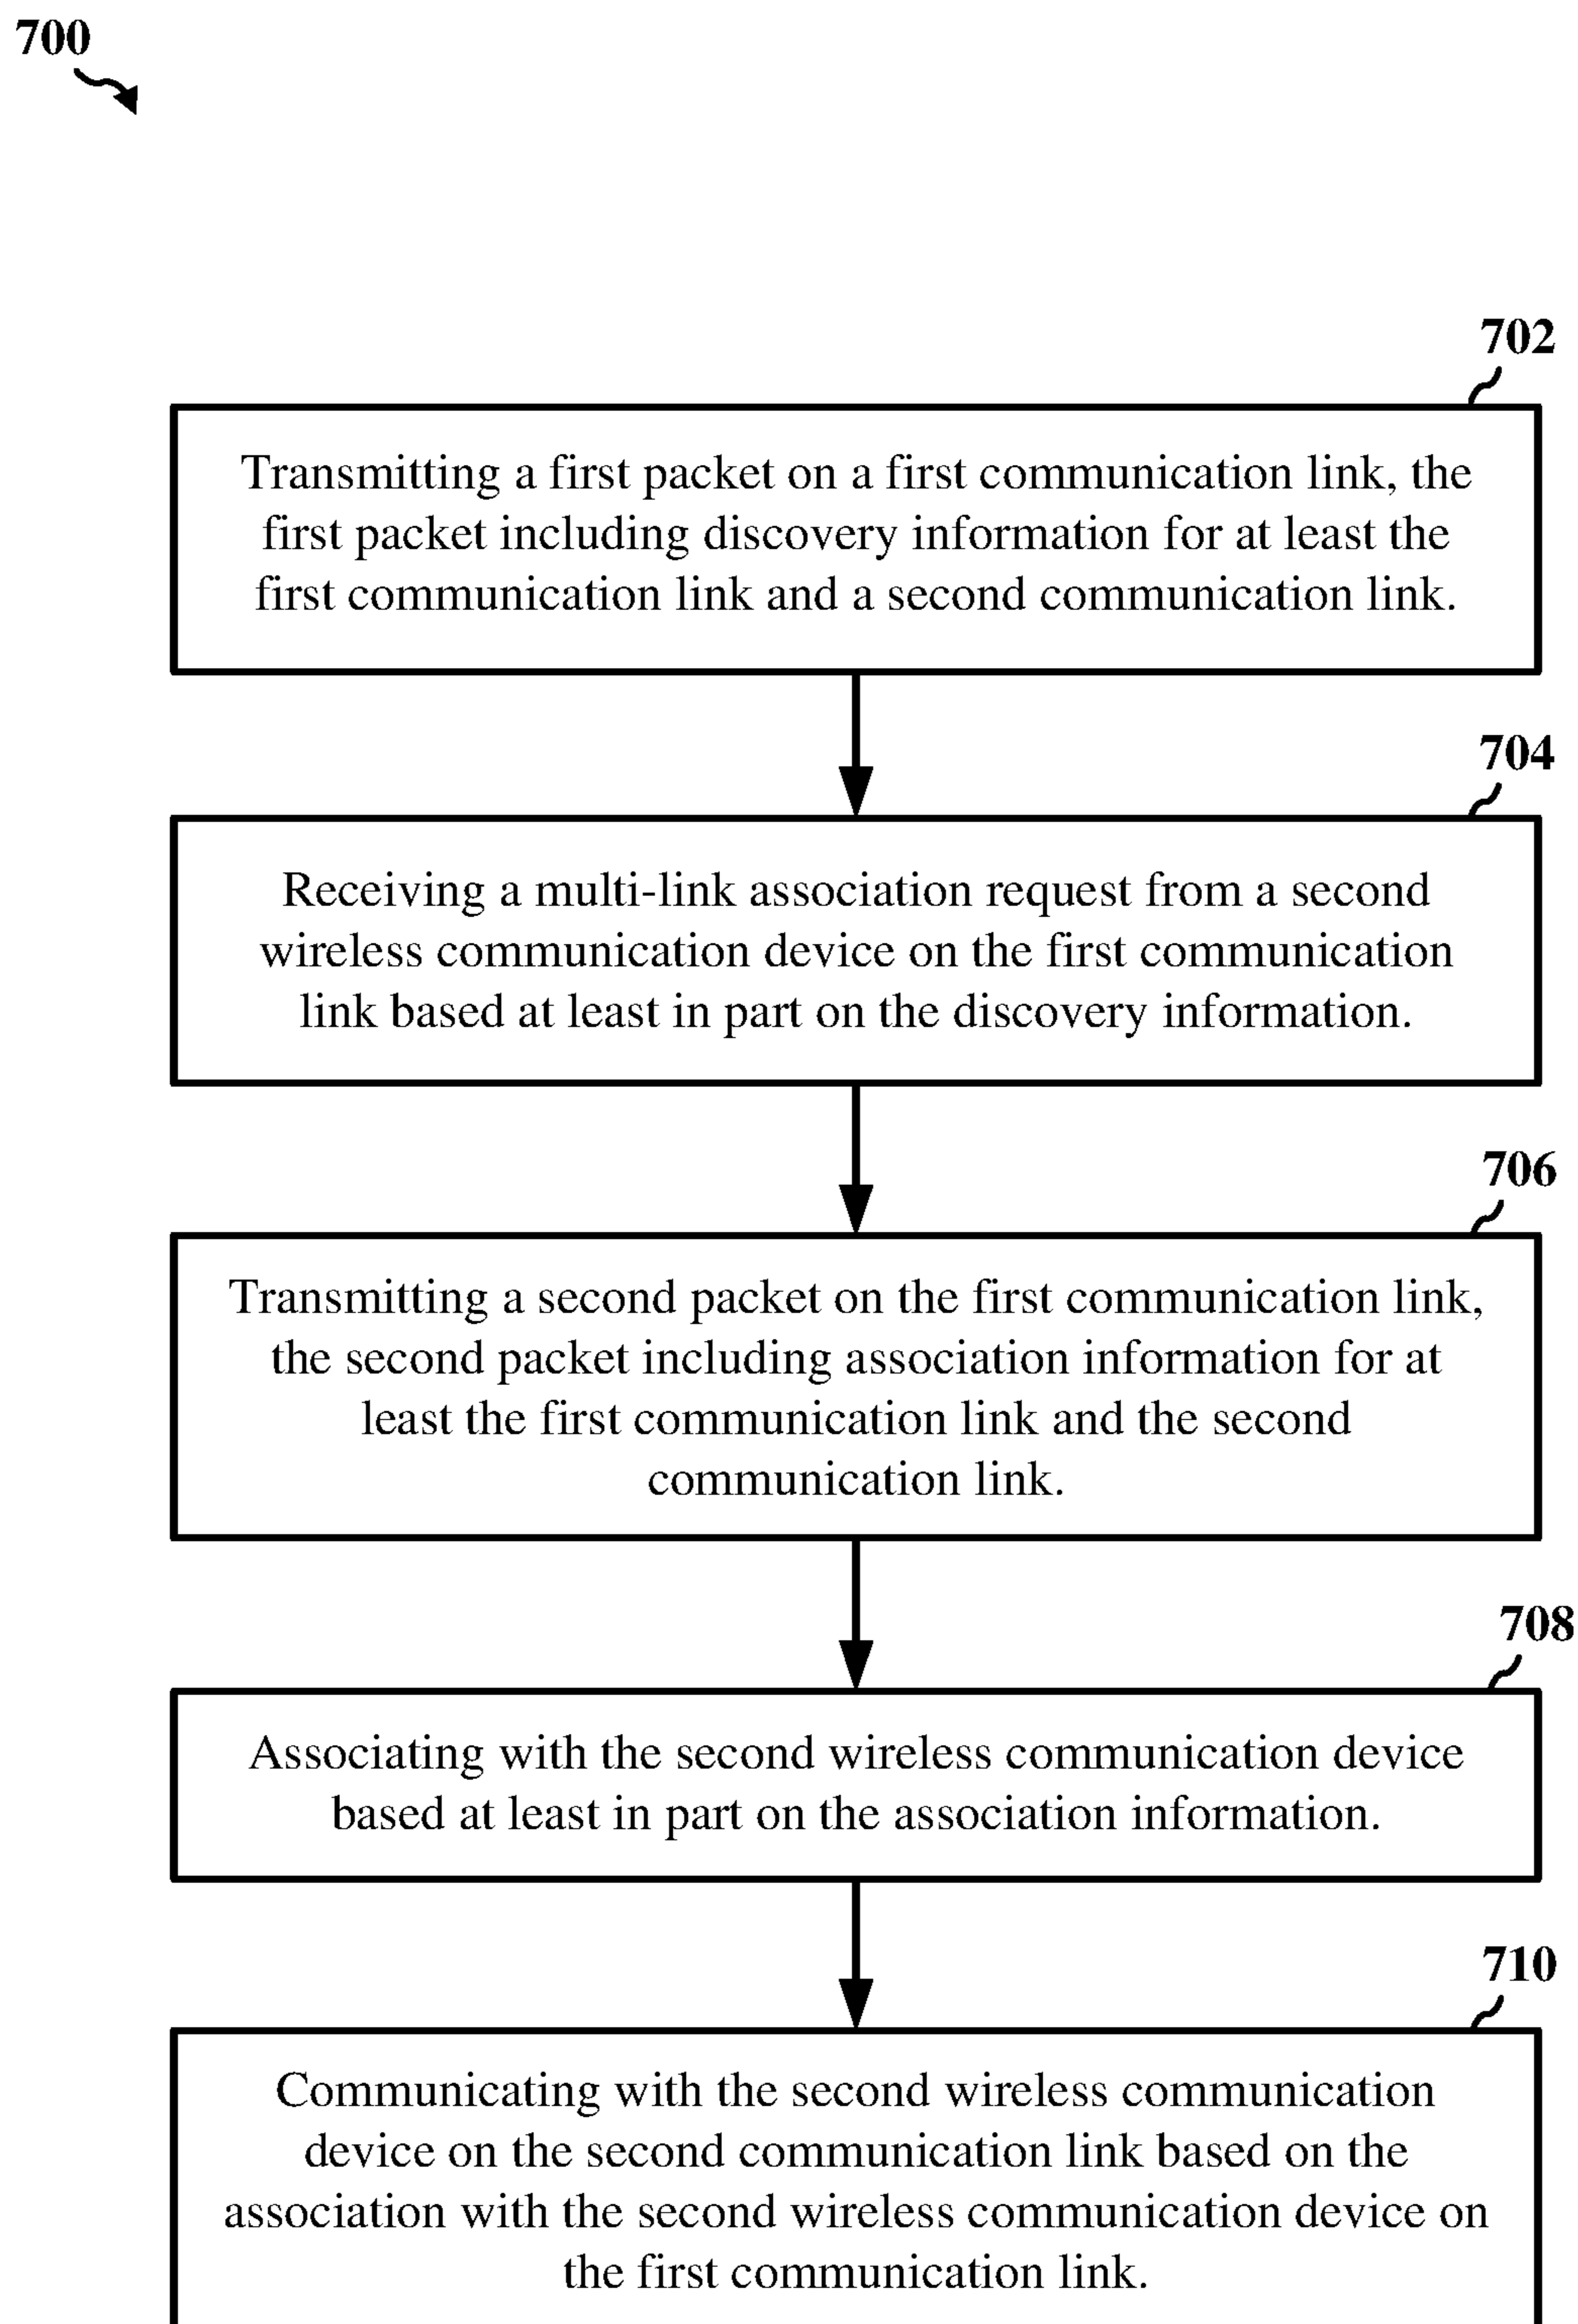 700
702
Transmitting a first packet on a first communication link, the
first packet including discovery information for at least the
first communication link and a second communication link.
704
Receiving a multi-link association request from a second
wireless communication device on the first communication
link based at least in part on the discovery information.
706
Transmitting a second packet on the first communication link,
the second packet including association information for at
least the first communication link and the second
communication link.
708
Associating with the second wireless communication device
based at least in part on the association information.
710
Communicating with the second wireless communication
device on the second communication link based on the
association with the second wireless communication device on
the first communication link.